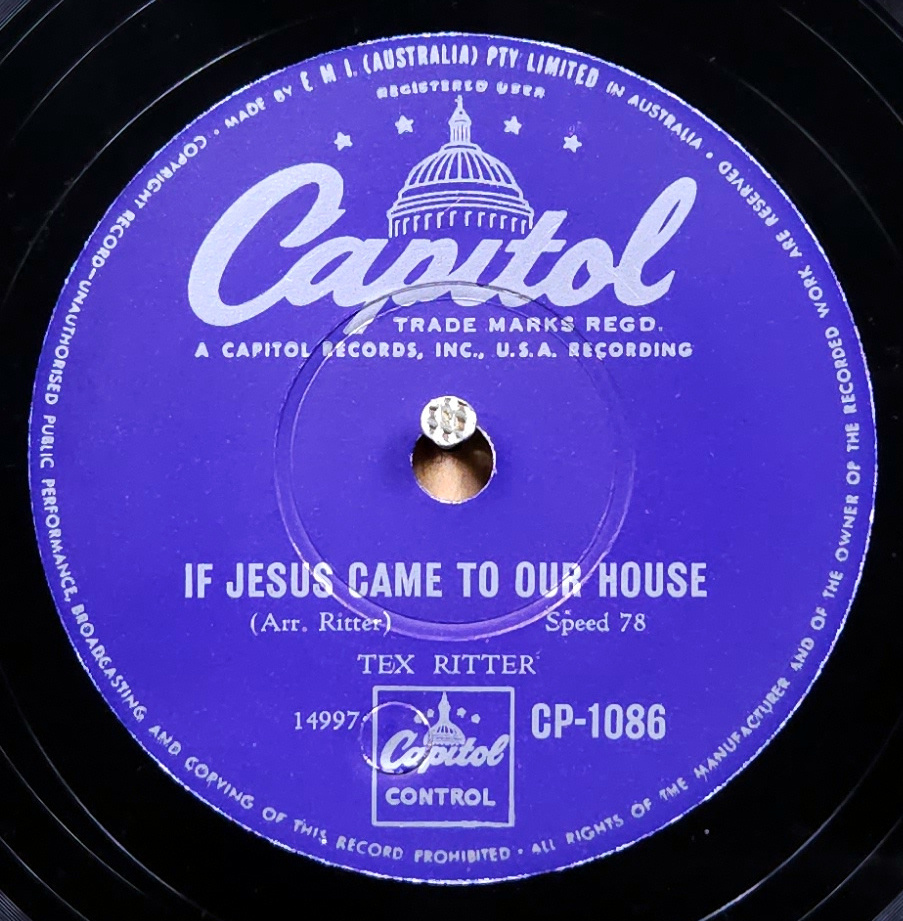 MADE BY E M I. (AUSTRALIA) PTY LIMITED IN AUSTRALIA • ALL RIGHTS OF THE MANUFACTURER AND OF THE OWNER OF THE RECORDED WORK ARE RESERVED • COPYRIGHT RECORD—UNAUTHORISED PUBLIC PERFORMANCE, BROADCASTING AND COPYING OF THIS RECORD PROHIBITED •
REGISTERED USER
Capitol
TRADE MARKS REGD.
A CAPITOL RECORDS, INC., U.S.A. RECORDING
IF JESUS CAME TO OUR HOUSE
(Arr. Ritter) Speed 78
TEX RITTER
14997 CP-1086
Capitol
CONTROL